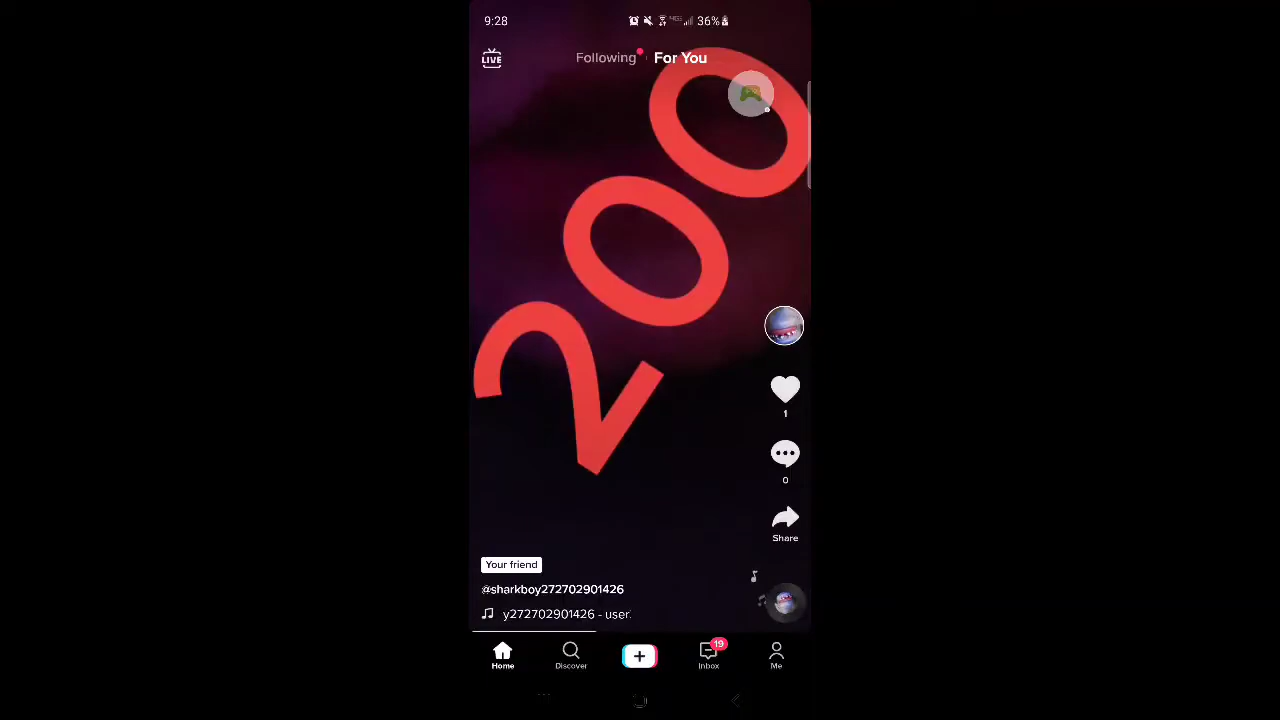 9:28
36%
LIVE
Following
For You
200
1
0
Share
Your friend
@sharkboy272702901426
y272702901426 - user
19
Home
Discover
Inbox
Me